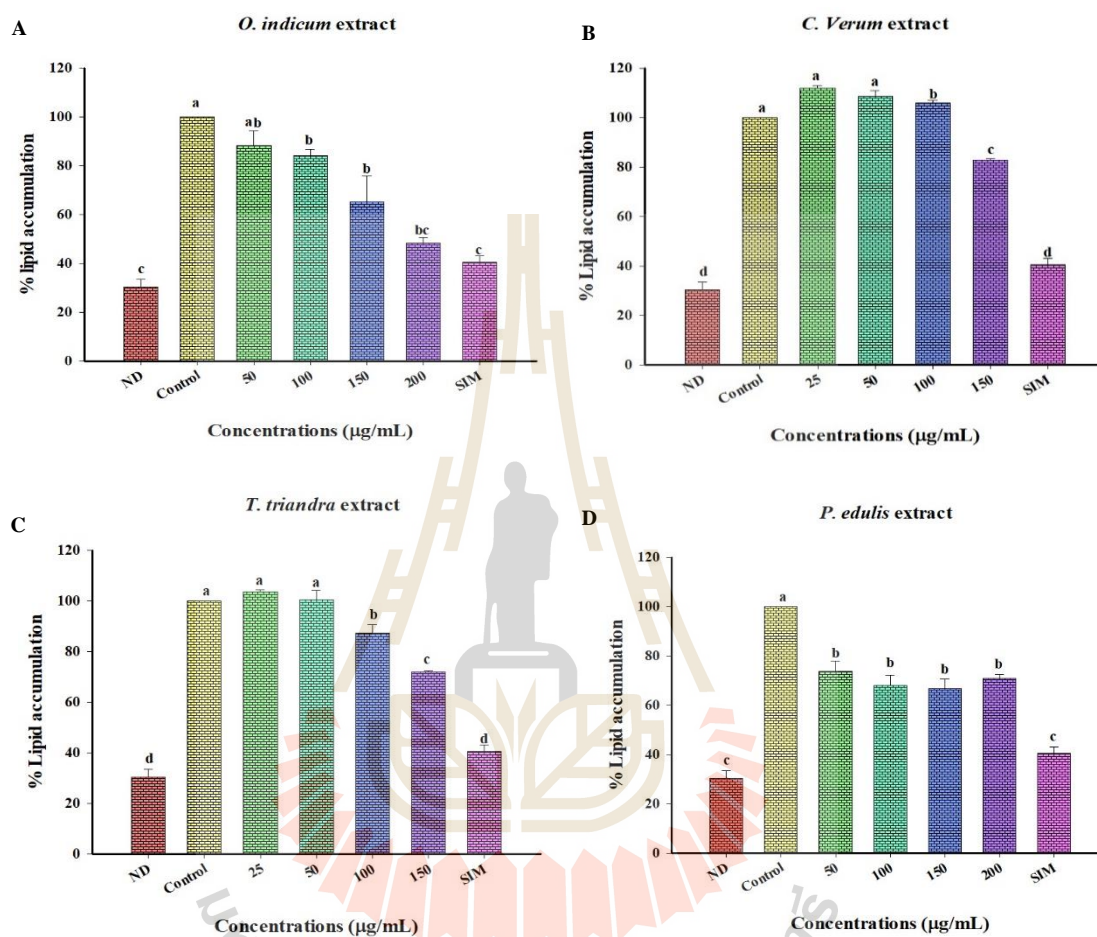 A
O. indicum extract
120
100
80
60
40
20
0
% lipid accumulation
c
a
ab
b
b
bc
c
ND
Control
50
100
150
200
SIM
Concentrations (µg/mL)
B
C. Verum extract
120
100
80
60
40
20
0
% Lipid accumulation
d
a
a
a
b
c
d
ND
Control
25
50
100
150
SIM
Concentrations (µg/mL)
C
T. triandra extract
120
100
80
60
40
20
0
% Lipid accumulation
d
a
a
a
b
c
d
ND
Control
25
50
100
150
SIM
Concentrations (µg/mL)
D
P. edulis extract
120
100
80
60
40
20
0
% Lipid accumulation
c
a
b
b
b
b
c
ND
Control
50
100
150
200
SIM
Concentrations (µg/mL)